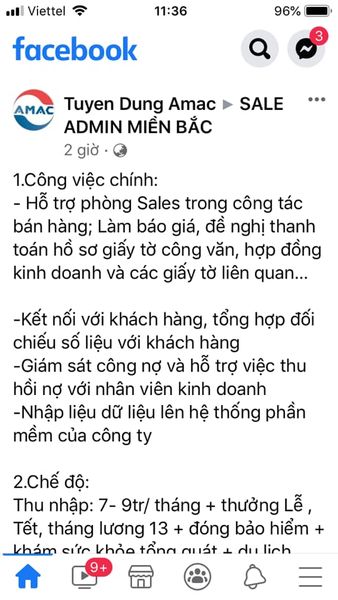 Viettel 11:36 96%
facebook 3
AMAC
Tuyen Dung Amac ▸ SALE
ADMIN MIỀN BẮC
2 giờ ·
1.Công việc chính:
- Hỗ trợ phòng Sales trong công tác
bán hàng; Làm báo giá, đề nghị thanh
toán hồ sơ giấy tờ công văn, hợp đồng
kinh doanh và các giấy tờ liên quan...
-Kết nối với khách hàng, tổng hợp đối
chiếu số liệu với khách hàng
-Giám sát công nợ và hỗ trợ việc thu
hồi nợ với nhân viên kinh doanh
-Nhập liệu dữ liệu lên hệ thống phần
mềm của công ty
2.Chế độ:
Thu nhập: 7- 9tr/ tháng + thưởng Lễ ,
Tết, tháng lương 13 + đóng bảo hiểm +
khám sức khỏe tổng quát + du lịch
9+